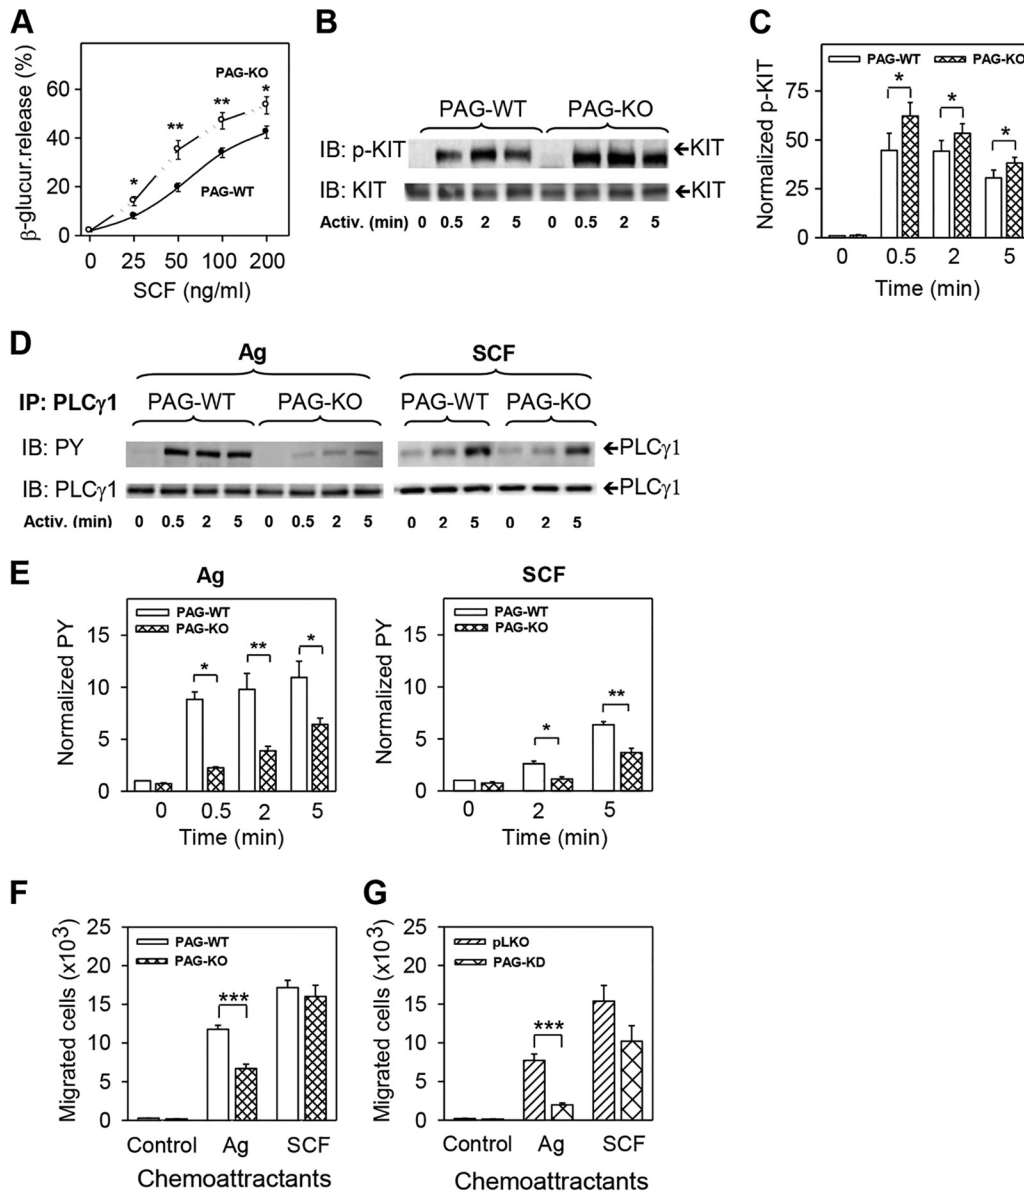 A
β-glucur.release (%)
60
40
20
0
PAG-KO
**
*
**
*
PAG-WT
0 25 50 100 200
SCF (ng/ml)
B
PAG-WT PAG-KO
IB: p-KIT ←KIT
IB: KIT ←KIT
Activ. (min) 0 0.5 2 5 0 0.5 2 5
C
Normalized p-KIT
PAG-WT PAG-KO
75
50
25
0
*
*
*
0 0.5 2 5
Time (min)
D
Ag SCF
IP: PLCγ1 PAG-WT PAG-KO PAG-WT PAG-KO
IB: PY ←PLCγ1
IB: PLCγ1 ←PLCγ1
Activ. (min) 0 0.5 2 5 0 0.5 2 5 0 2 5 0 2 5
E
Ag
Normalized PY
PAG-WT
PAG-KO
15
10
5
0
* ** *
0 0.5 2 5
Time (min)
SCF
Normalized PY
PAG-WT
PAG-KO
15
10
5
0
**
*
0 2 5
Time (min)
F
Migrated cells (x10³)
25
20
15
10
5
0
PAG-WT
PAG-KO
***
Control Ag SCF
Chemoattractants
G
Migrated cells (x10³)
25
20
15
10
5
0
pLKO
PAG-KD
***
Control Ag SCF
Chemoattractants